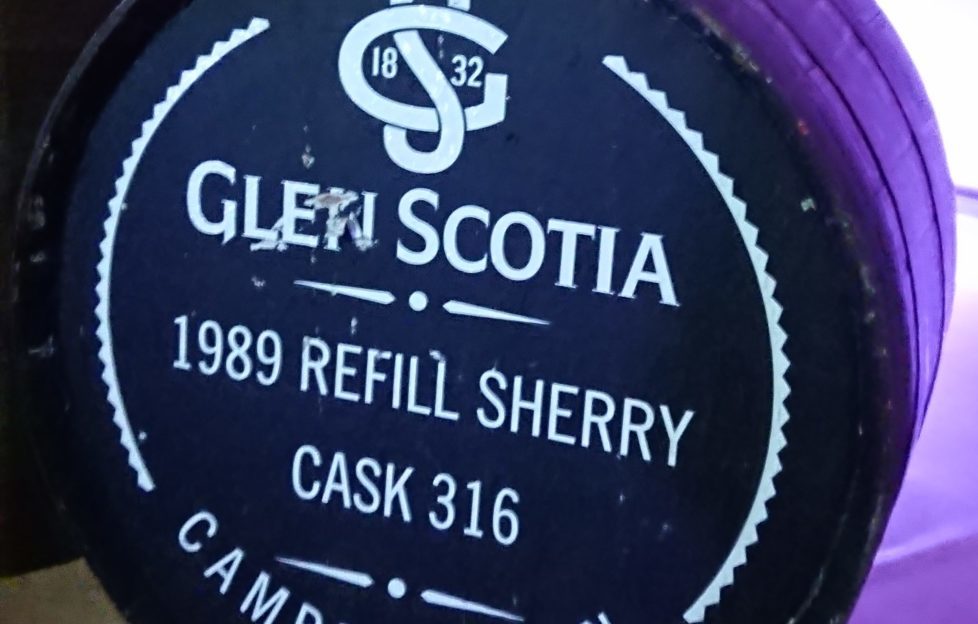 18 32
GLEN SCOTIA
1989 REFILL SHERRY
CASK 316